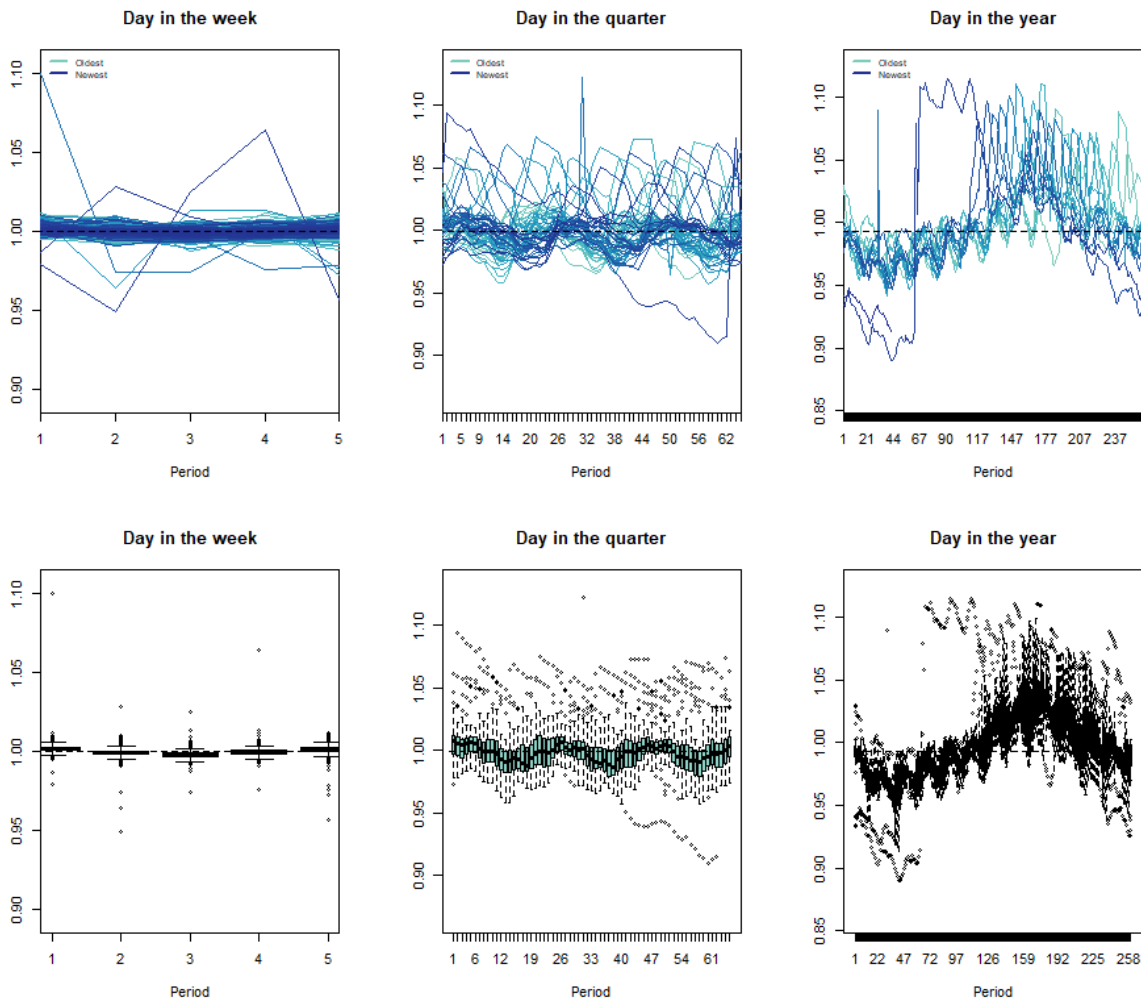 Day in the week
Day in the quarter
Day in the year
Oldest
Newest
1.10
1.05
1.00
0.95
0.90
1 2 3 4 5
Period
Oldest
Newest
1.10
1.05
1.00
0.95
0.90
1 5 9 14 20 26 32 38 44 50 56 62
Period
Oldest
Newest
1.10
1.05
1.00
0.95
0.90
0.85
1 21 44 67 90 117 147 177 207 237
Period
Day in the week
Day in the quarter
Day in the year
1.10
1.05
1.00
0.95
0.90
1 2 3 4 5
Period
1.10
1.05
1.00
0.95
0.90
1 6 12 19 26 33 40 47 54 61
Period
1.10
1.05
1.00
0.95
0.90
0.85
1 22 47 72 97 126 159 192 225 258
Period